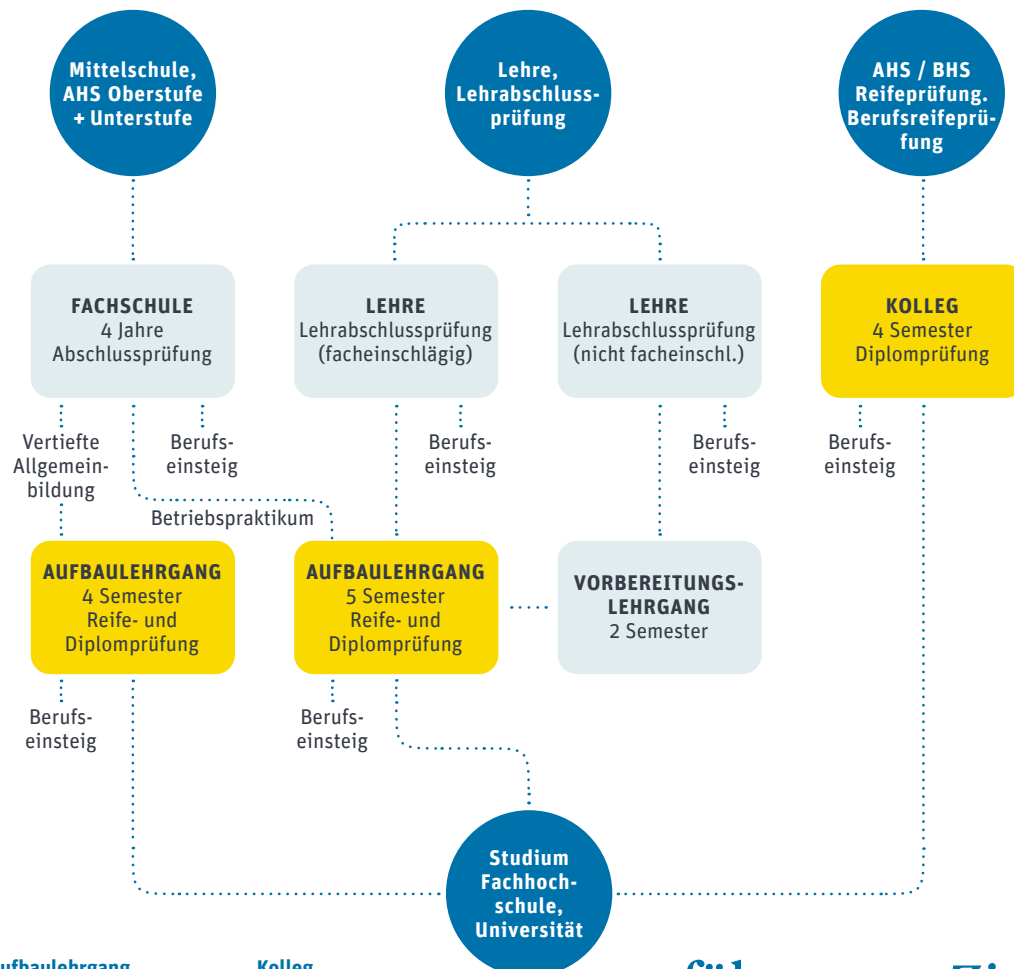 Mittelschule,
AHS Oberstufe
+ Unterstufe
Lehre,
Lehrabschluss-
prüfung
AHS / BHS
Reifeprüfung.
Berufsreifeprü-
fung
FACHSCHULE
4 Jahre
Abschlussprüfung
LEHRE
Lehrabschlussprüfung
(facheinschlägig)
LEHRE
Lehrabschlussprüfung
(nicht facheinschl.)
KOLLEG
4 Semester
Diplomprüfung
Vertiefte
Allgemein-
bildung
Berufs-
einsteig
Berufs-
einsteig
Berufs-
einsteig
Berufs-
einsteig
Betriebspraktikum
AUFBAULEHRGANG
4 Semester
Reife- und
Diplomprüfung
AUFBAULEHRGANG
5 Semester
Reife- und
Diplomprüfung
VORBEREITUNGS-
LEHRGANG
2 Semester
Berufs-
einsteig
Berufs-
einsteig
Studium
Fachhoch-
schule,
Universität
ufbaulehrgang
Kolleg